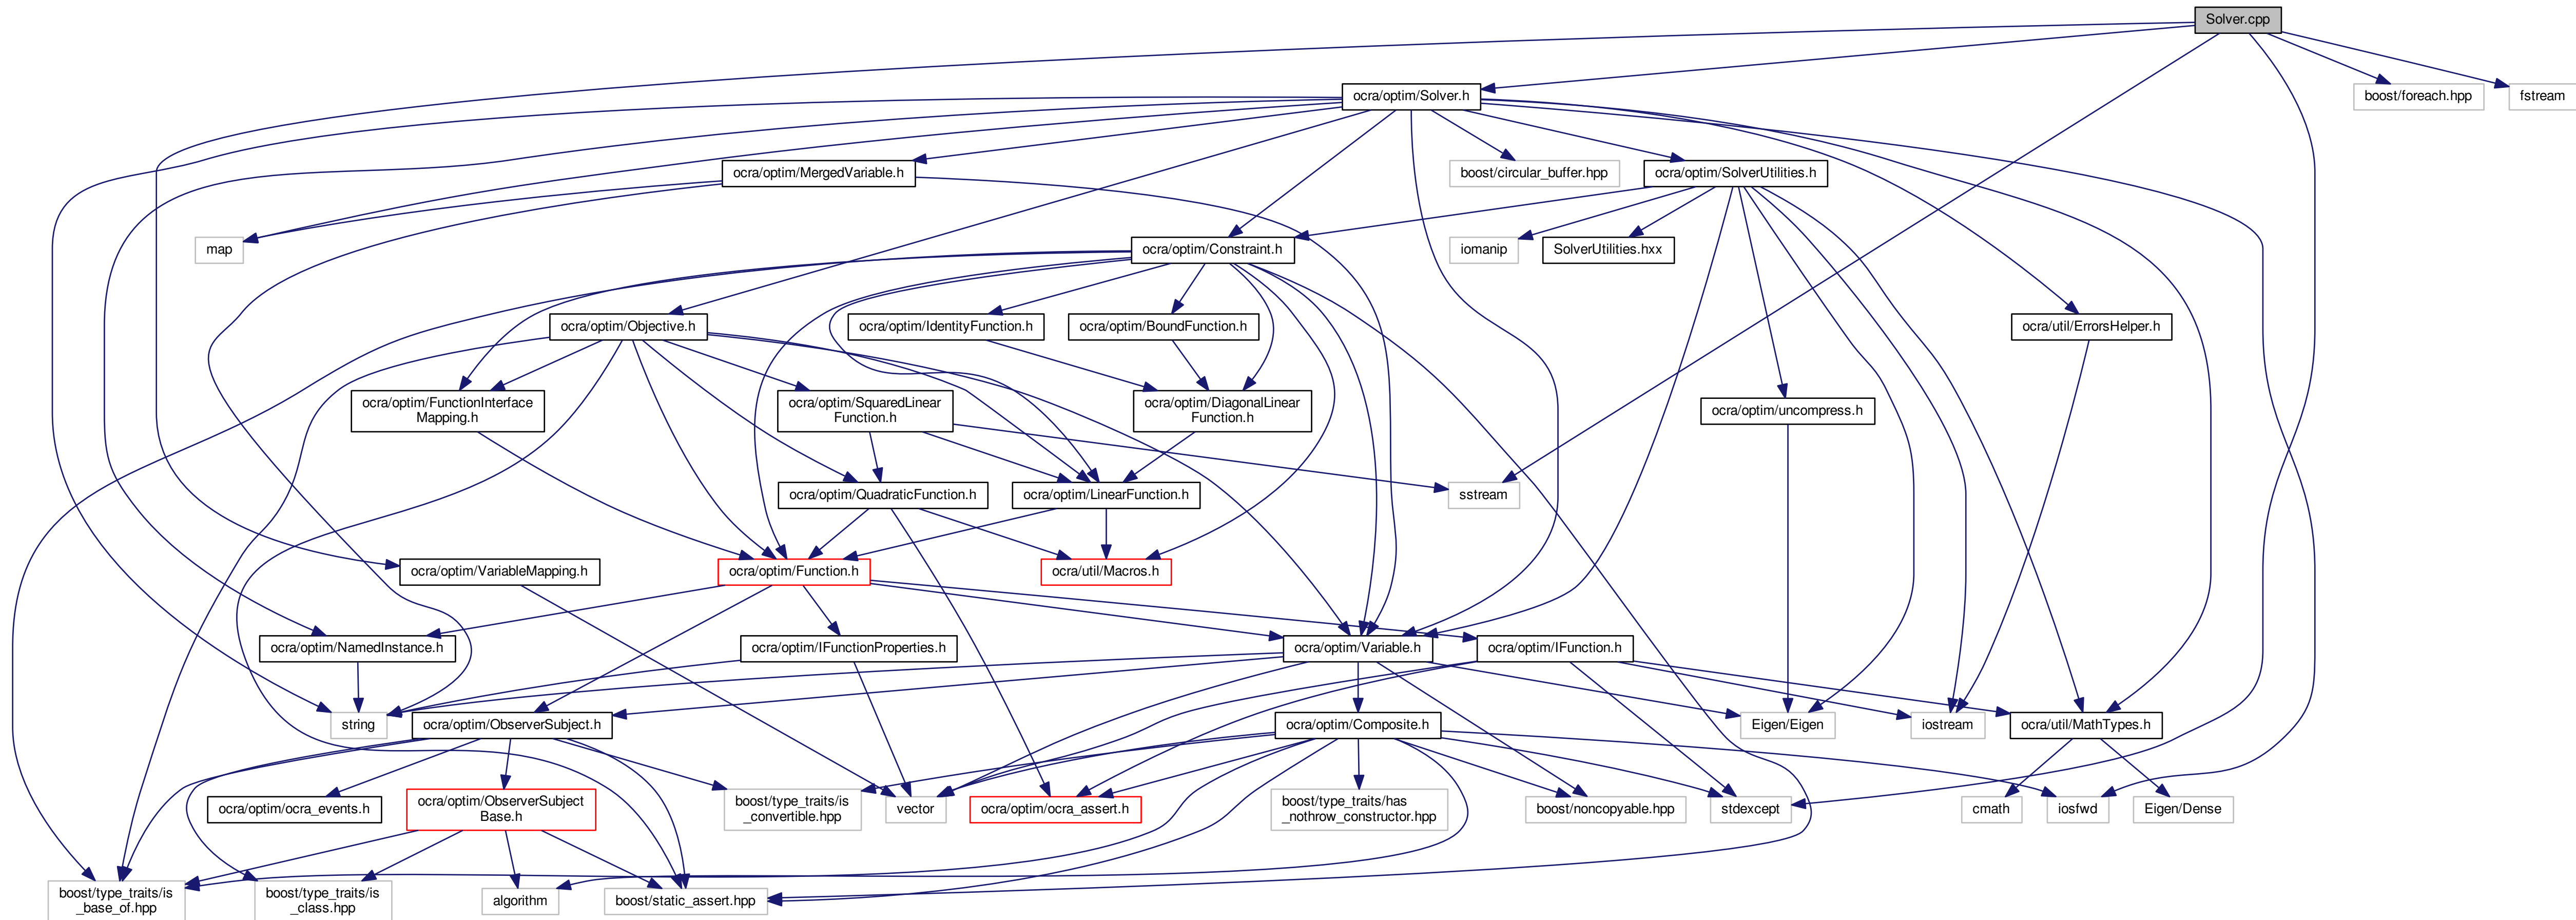 Solver.cpp
ocra/optim/Solver.h
boost/foreach.hpp
fstream
ocra/optim/MergedVariable.h
boost/circular_buffer.hpp
ocra/optim/SolverUtilities.h
map
ocra/optim/Constraint.h
iomanip
SolverUtilities.hxx
ocra/optim/Objective.h
ocra/optim/IdentityFunction.h
ocra/optim/BoundFunction.h
ocra/util/ErrorsHelper.h
ocra/optim/FunctionInterface
Mapping.h
ocra/optim/SquaredLinear
Function.h
ocra/optim/DiagonalLinear
Function.h
ocra/optim/uncompress.h
ocra/optim/QuadraticFunction.h
ocra/optim/LinearFunction.h
sstream
ocra/optim/VariableMapping.h
ocra/optim/Function.h
ocra/util/Macros.h
ocra/optim/NamedInstance.h
ocra/optim/IFunctionProperties.h
ocra/optim/Variable.h
ocra/optim/IFunction.h
string
ocra/optim/ObserverSubject.h
ocra/optim/Composite.h
Eigen/Eigen
iostream
ocra/util/MathTypes.h
ocra/optim/ocra_events.h
ocra/optim/ObserverSubject
Base.h
boost/type_traits/is
_convertible.hpp
vector
ocra/optim/ocra_assert.h
boost/type_traits/has
_nothrow_constructor.hpp
boost/noncopyable.hpp
stdexcept
cmath
iosfwd
Eigen/Dense
boost/type_traits/is
_base_of.hpp
boost/type_traits/is
_class.hpp
algorithm
boost/static_assert.hpp